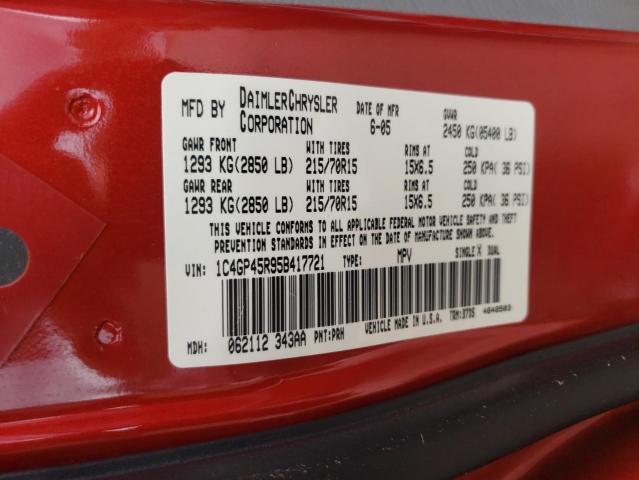 MFD BY DAIMLERCHRYSLER CORPORATION DATE OF MFR 6-05 GVWR 2450 KG(05400 LB)
GAWR FRONT WITH TIRES RIMS AT COLD
1293 KG(2850 LB) 215/70R15 15X6.5 250 KPA( 36 PSI)
GAWR REAR WITH TIRES RIMS AT COLD
1293 KG(2850 LB) 215/70R15 15X6.5 250 KPA( 36 PSI)
THIS VEHICLE CONFORMS TO ALL APPLICABLE FEDERAL MOTOR VEHICLE SAFETY AND THEFT
PREVENTION STANDARDS IN EFFECT ON THE DATE OF MANUFACTURE SHOWN ABOVE.
VIN: 1C4GP45R95B417721 TYPE: MPV SINGLE X DUAL
MDH: 062112 343AA PNT:PRH VEHICLE MADE IN U.S.A. TRM:37D5 4648503